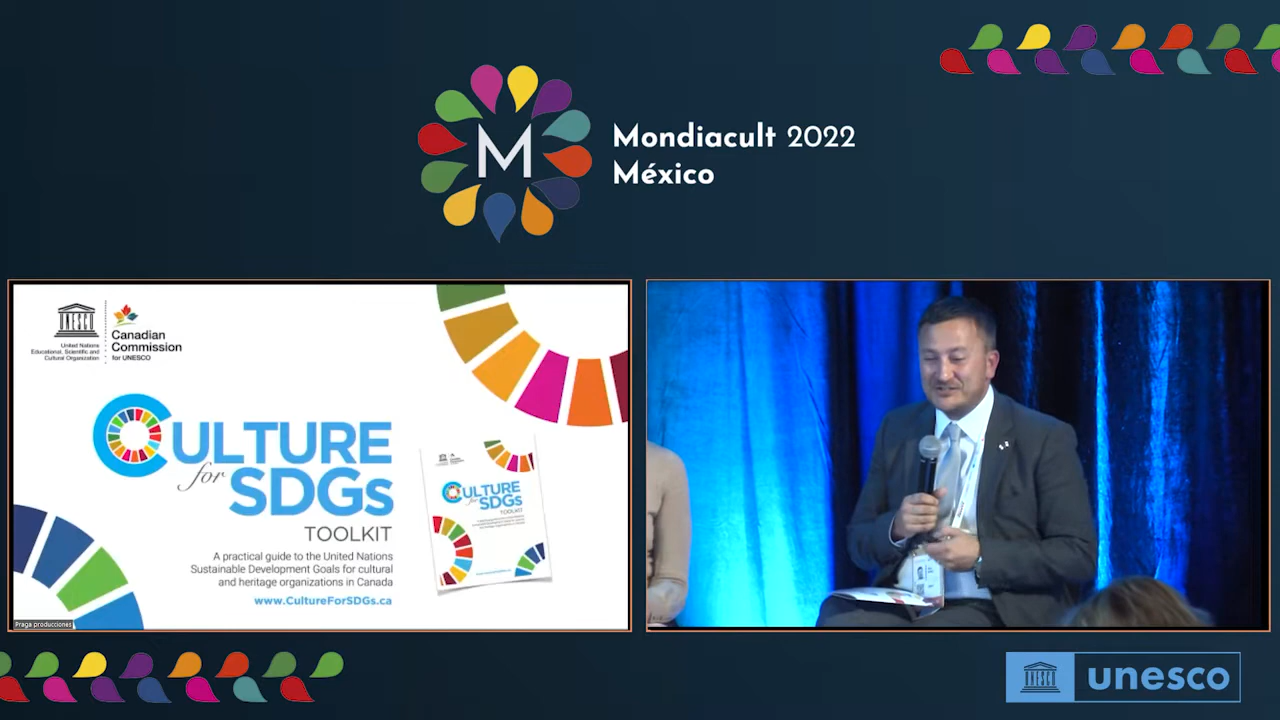 M
Mondiacult 2022
México
UNESCO
United Nations
Educational, Scientific and
Cultural Organization
Canadian
Commission
for UNESCO
CULTURE
for
SDGs
TOOLKIT
A practical guide to the United Nations
Sustainable Development Goals for cultural
and heritage organizations in Canada
www.CultureForSDGs.ca
CULTURE
for
SDGs
TOOLKIT
Praga producciones
UNESCO
unesco